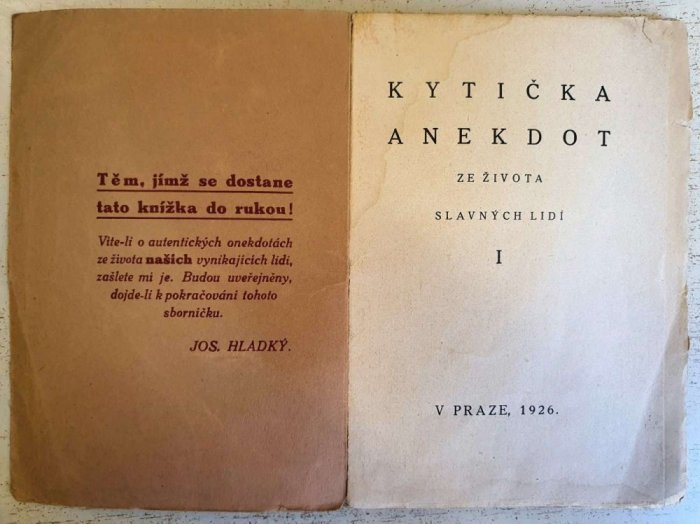 Těm, jímž se dostane
tato knížka do rukou!
Víte-li o autentických onekdotách
ze života našich vynikajících lidí,
zašlete mi je. Budou uveřejněny,
dojde-li k pokračování tohoto
sborníčku.
JOS. HLADKÝ.
KYTIČKA
ANEKDOT
ZE ŽIVOTA
SLAVNÝCH LIDÍ
I
V PRAZE, 1926.